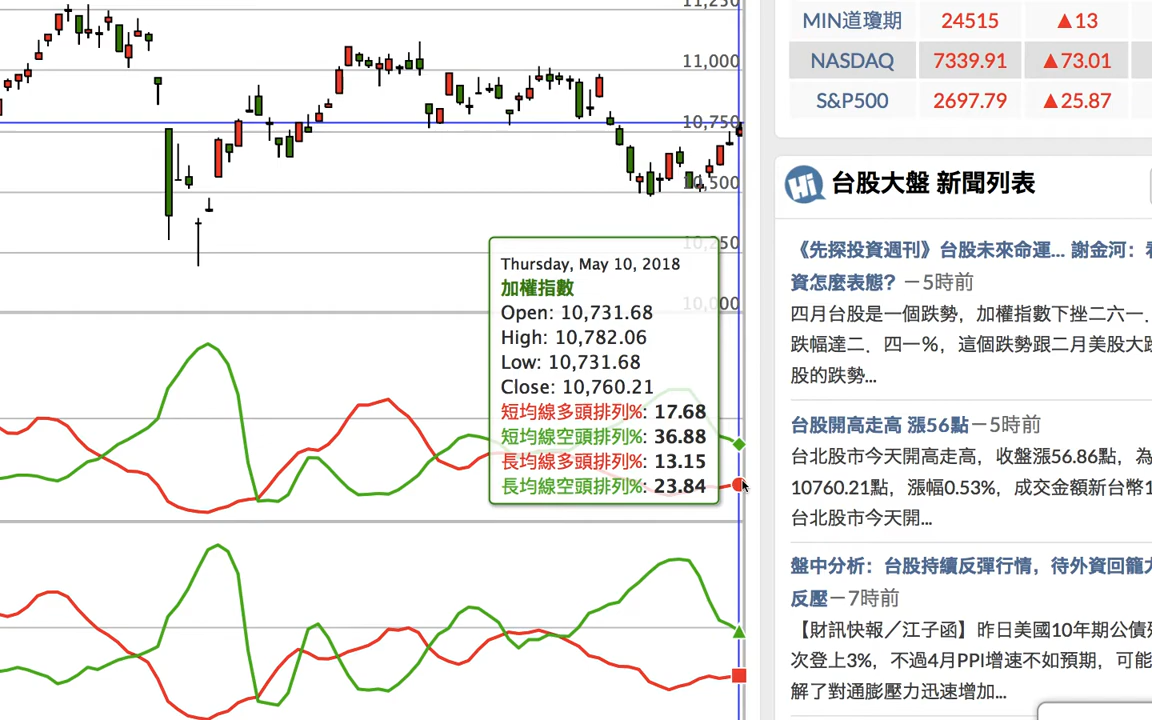 11,250
11,000
10,750
10,500
10,250
10,000
Thursday, May 10, 2018
加權指數
Open: 10,731.68
High: 10,782.06
Low: 10,731.68
Close: 10,760.21
短均線多頭排列%: 17.68
短均線空頭排列%: 36.88
長均線多頭排列%: 13.15
長均線空頭排列%: 23.84
MIN道瓊期 24515 ▲13
NASDAQ 7339.91 ▲73.01
S&P500 2697.79 ▲25.87
Hi 台股大盤 新聞列表
《先探投資週刊》台股未來命運... 謝金河：
資怎麼表態? －5時前
四月台股是一個跌勢，加權指數下挫二六一．
跌幅達二．四一％，這個跌勢跟二月美股大跌
股的跌勢...
台股開高走高 漲56點－5時前
台北股市今天開高走高，收盤漲56.86點，為
10760.21點，漲幅0.53%，成交金額新台幣1
台北股市今天開...
盤中分析：台股持續反彈行情，待外資回籠
反壓－7時前
【財訊快報／江子函】昨日美國10年期公債殖
次登上3%，不過4月PPI增速不如預期，可能
解了對通膨壓力迅速增加...